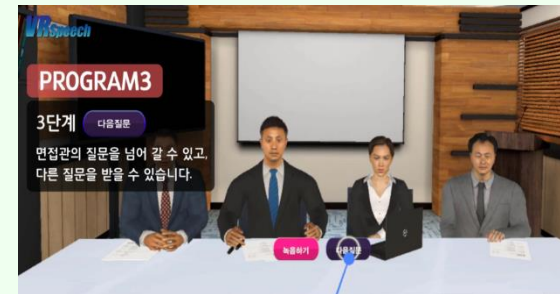 VRspeech
PROGRAM3
3단계 다음질문
면접관의 질문을 넘어 갈 수 있고,
다른 질문을 받을 수 있습니다.
녹음하기 다음질문